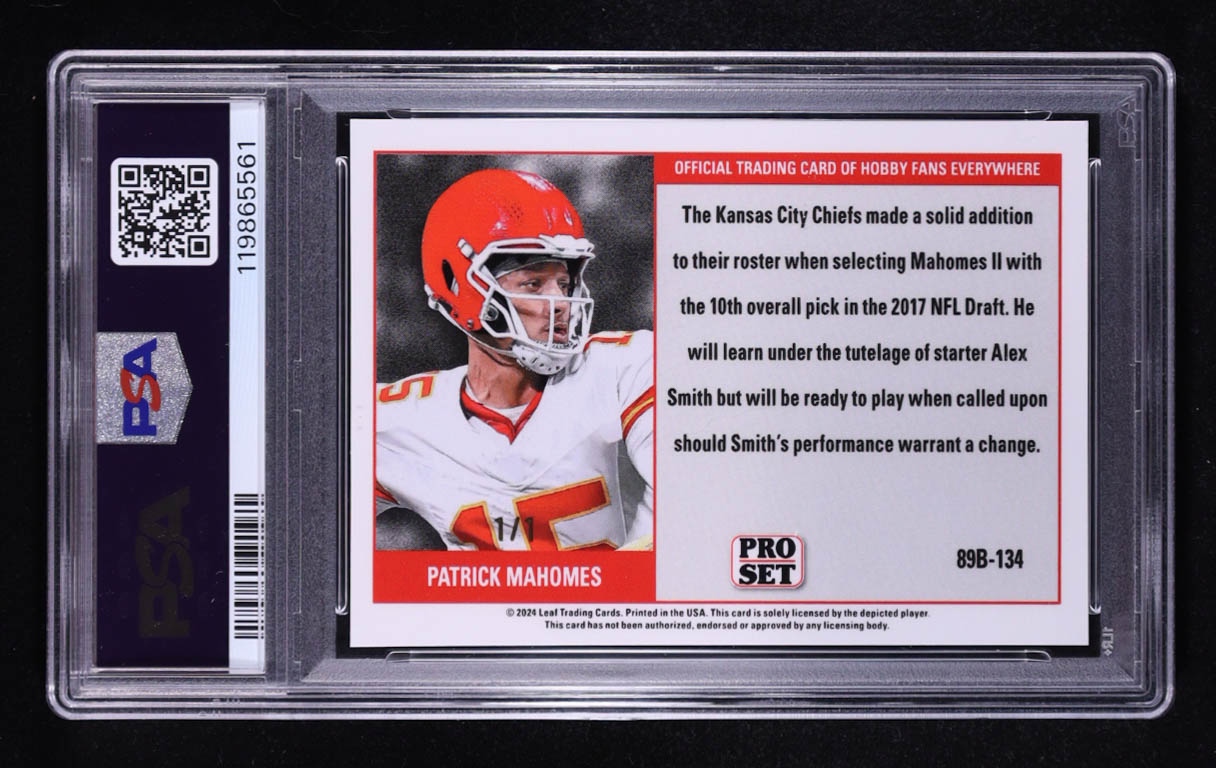 119865561
PSA
PSA
PSA
OFFICIAL TRADING CARD OF HOBBY FANS EVERYWHERE
The Kansas City Chiefs made a solid addition
to their roster when selecting Mahomes II with
the 10th overall pick in the 2017 NFL Draft. He
will learn under the tutelage of starter Alex
Smith but will be ready to play when called upon
should Smith's performance warrant a change.
15
15
1/1
PATRICK MAHOMES
PRO
SET
89B-134
© 2024 Leaf Trading Cards. Printed in the USA. This card is solely licensed by the depicted player.
This card has not been authorized, endorsed or approved by any licensing body.